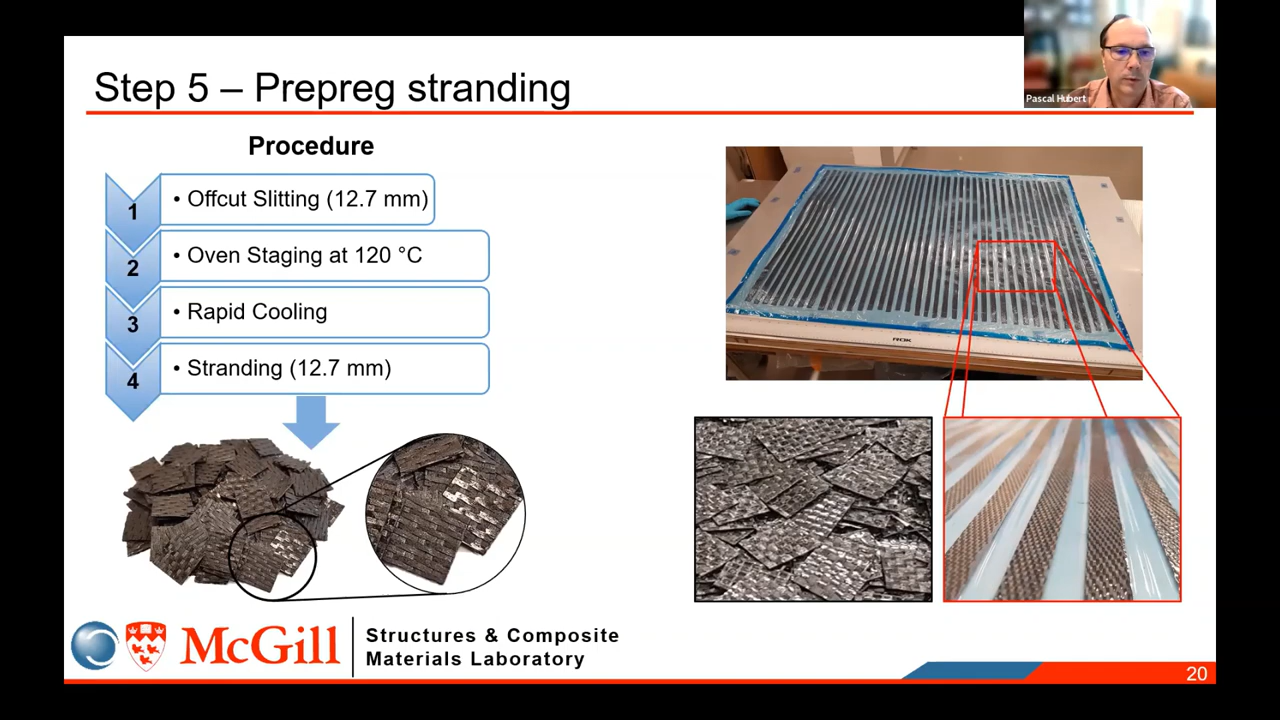 Step 5 – Prepreg stranding
Pascal Hubert
Procedure
1
• Offcut Slitting (12.7 mm)
2
• Oven Staging at 120 °C
3
• Rapid Cooling
4
• Stranding (12.7 mm)
McGill
Structures & Composite
Materials Laboratory
20